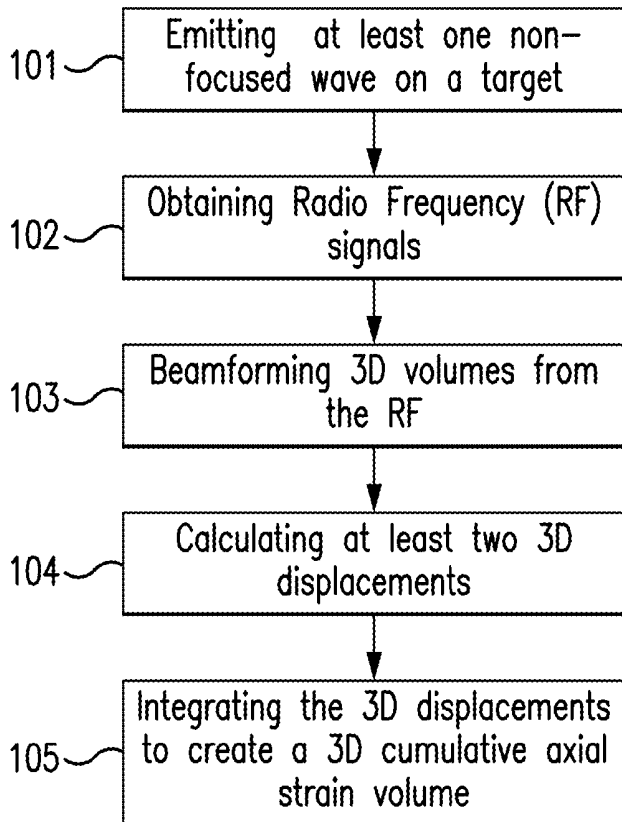 101
Emitting at least one non-
focused wave on a target
102
Obtaining Radio Frequency (RF)
signals
103
Beamforming 3D volumes from
the RF
104
Calculating at least two 3D
displacements
105
Integrating the 3D displacements
to create a 3D cumulative axial
strain volume